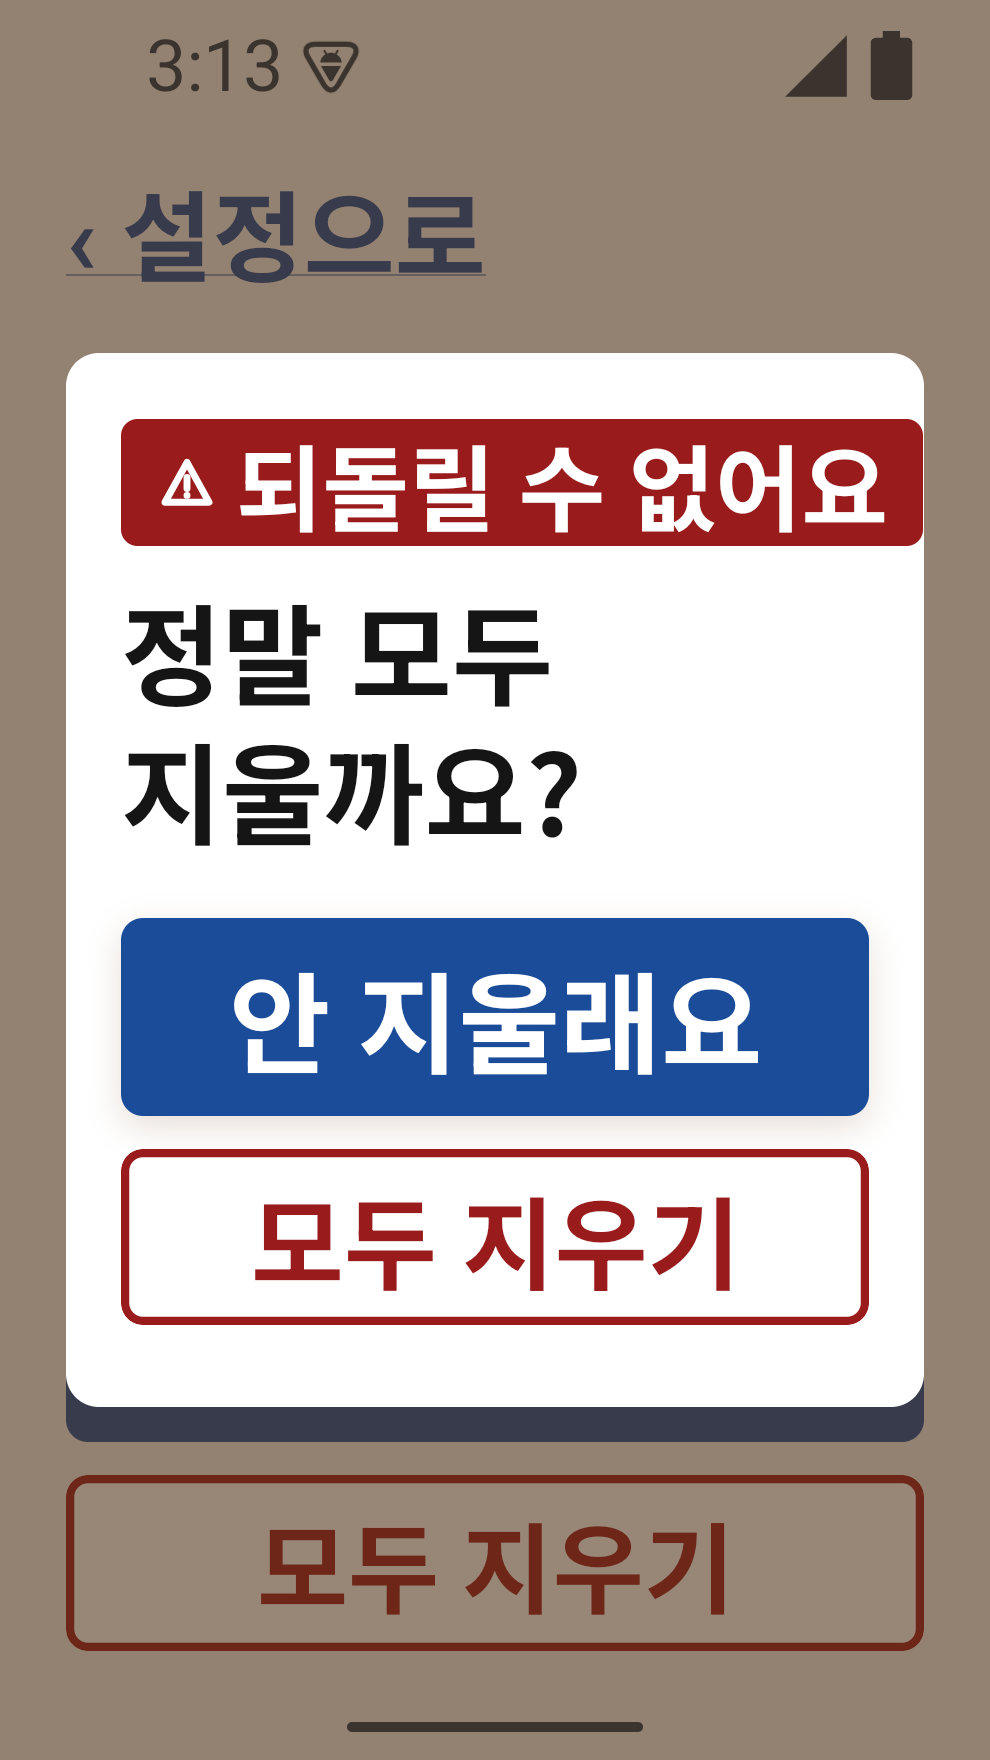 3:13
‹ 설정으로
되돌릴 수 없어요
정말 모두
지울까요?
안 지울래요
모두 지우기
모두 지우기